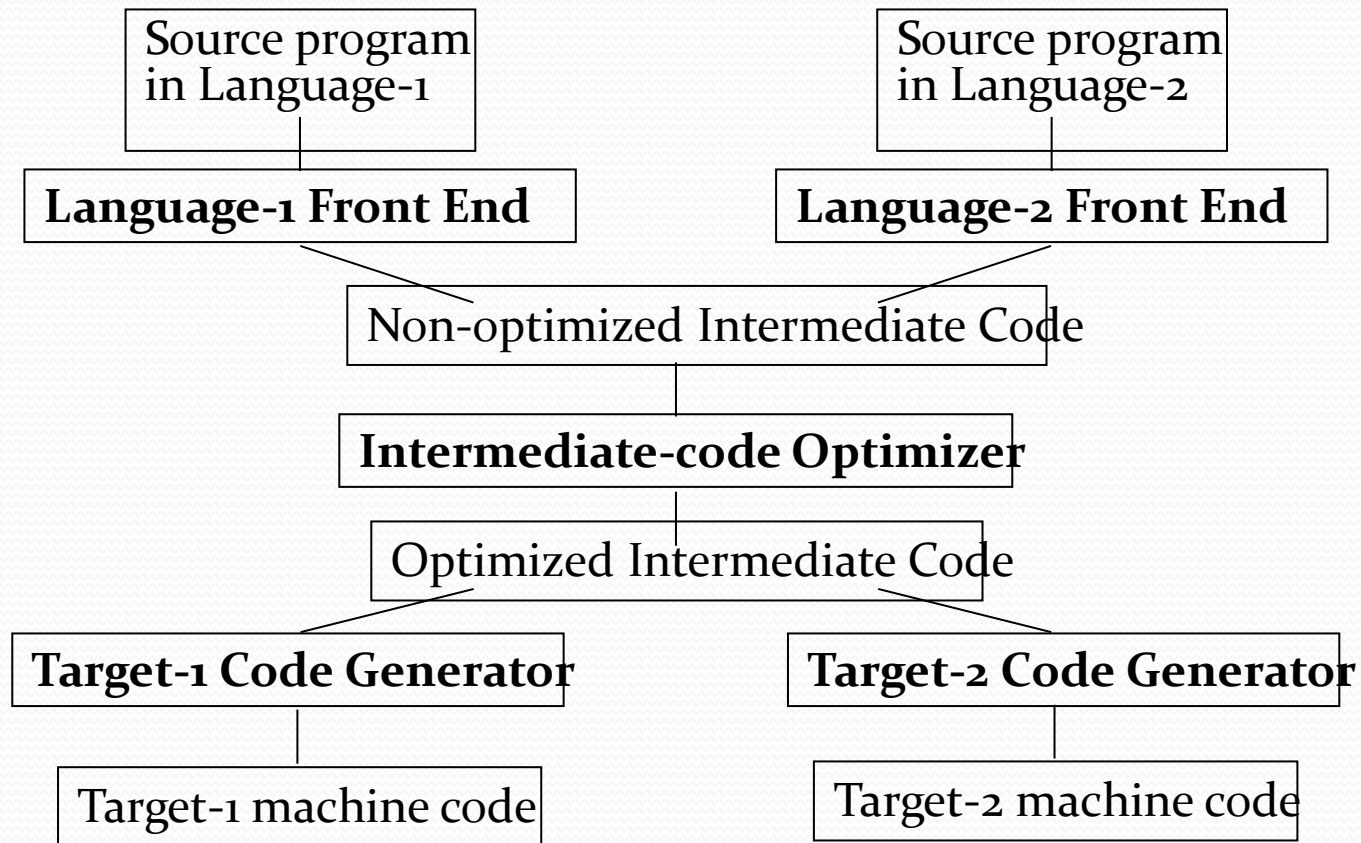 Source program
in Language-1
Source program
in Language-2
Language-1 Front End
Language-2 Front End
Non-optimized Intermediate Code
Intermediate-code Optimizer
Optimized Intermediate Code
Target-1 Code Generator
Target-2 Code Generator
Target-1 machine code
Target-2 machine code